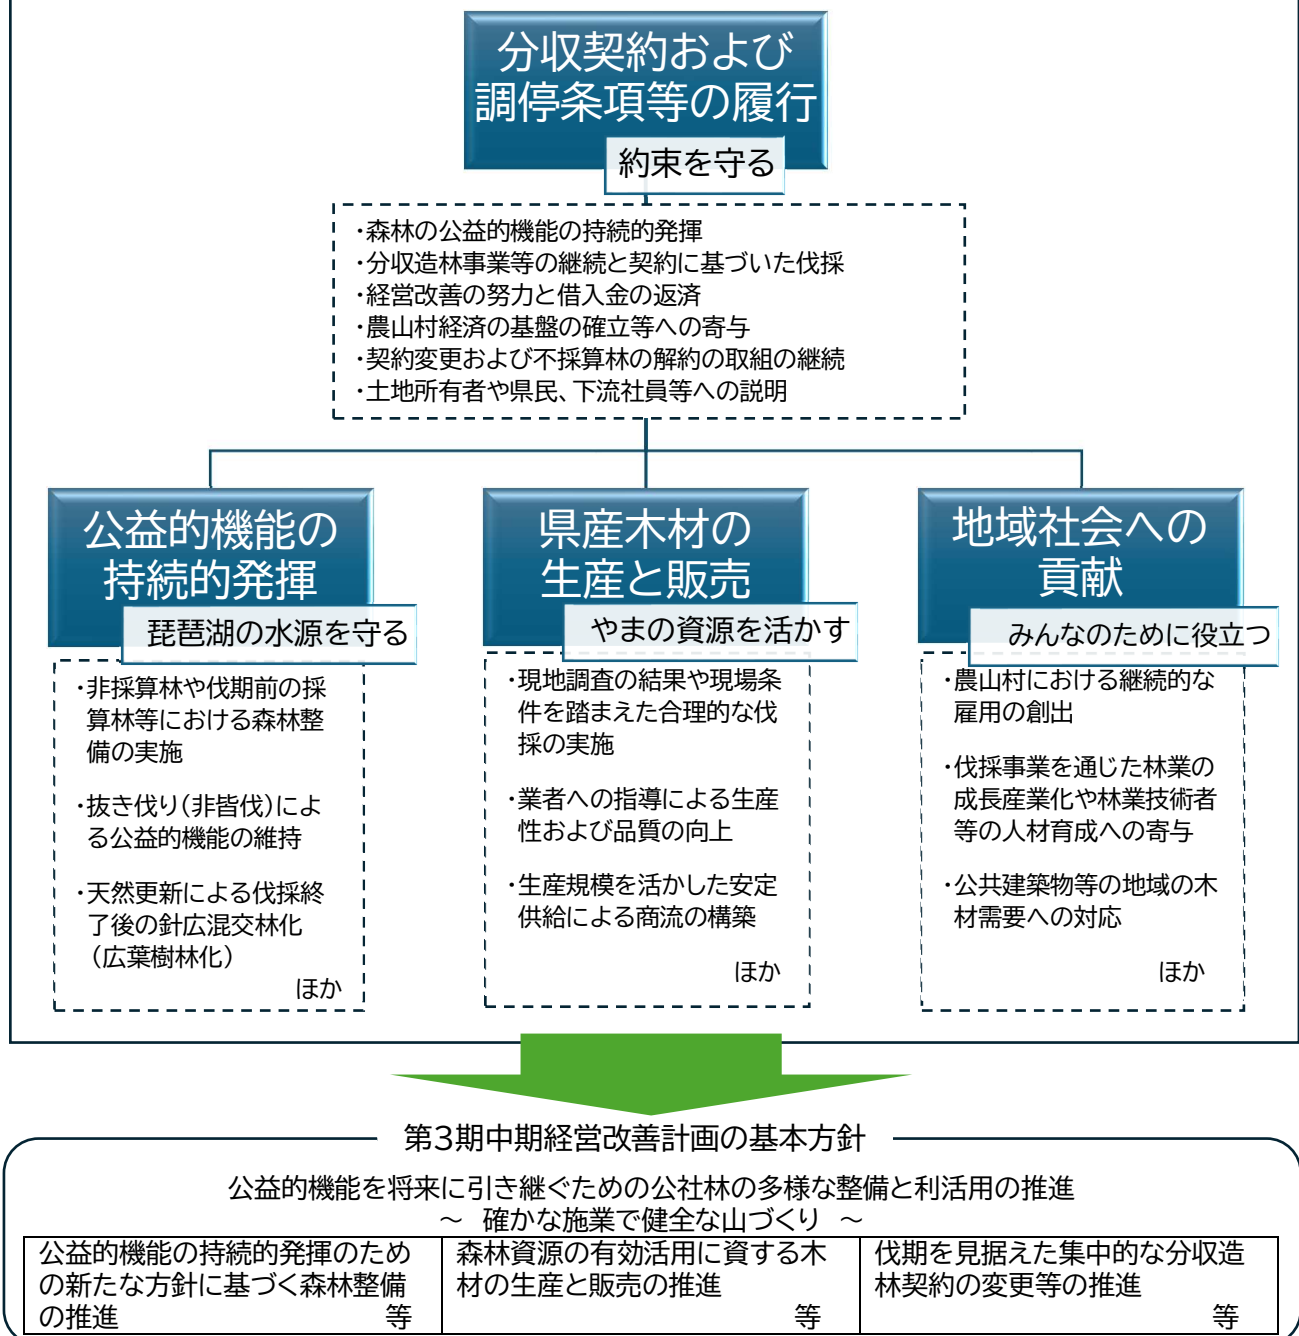 分収契約および
調停条項等の履行
約束を守る
・森林の公益的機能の持続的発揮
・分収造林事業等の継続と契約に基づいた伐採
・経営改善の努力と借入金の返済
・農山村経済の基盤の確立等への寄与
・契約変更および不採算林の解約の取組の継続
・土地所有者や県民、下流社員等への説明
公益的機能の
持続的発揮
琵琶湖の水源を守る
・非採算林や伐期前の採
算林等における森林整
備の実施
・抜き伐り(非皆伐)によ
る公益的機能の維持
・天然更新による伐採終
了後の針広混交林化
(広葉樹林化)
ほか
県産木材の
生産と販売
やまの資源を活かす
・現地調査の結果や現場条
件を踏まえた合理的な伐
採の実施
・業者への指導による生産
性および品質の向上
・生産規模を活かした安定
供給による商流の構築
ほか
地域社会への
貢献
みんなのために役立つ
・農山村における継続的な
雇用の創出
・伐採事業を通じた林業の
成長産業化や林業技術者
等の人材育成への寄与
・公共建築物等の地域の木
材需要への対応
ほか
第3期中期経営改善計画の基本方針
公益的機能を将来に引き継ぐための公社林の多様な整備と利活用の推進
～ 確かな施業で健全な山づくり ～
公益的機能の持続的発揮のため
の新たな方針に基づく森林整備
の推進 等
森林資源の有効活用に資する木
材の生産と販売の推進
等
伐期を見据えた集中的な分収造
林契約の変更等の推進
等